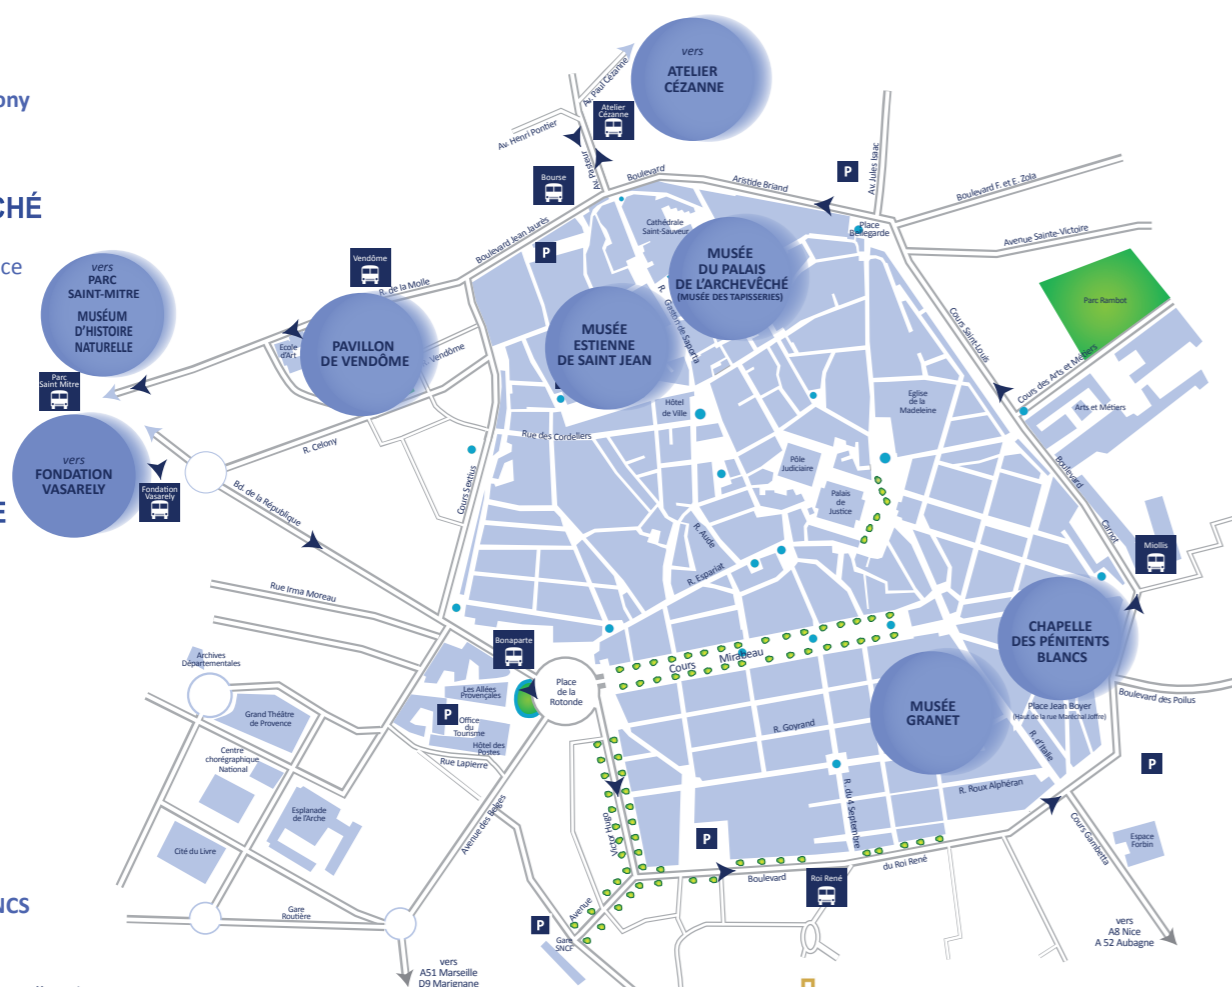 ony
CHÉ
ce
E
NCS
vers
ATELIER
CÉZANNE
Av. Paul Cézanne
Atelier
Cézanne
Av. Henri Pontier
Av. Pasteur
Bourse
Boulevard
Aristide Briand
P
Av. Jules Isaac
Boulevard F. et E. Zola
Avenue Sainte-Victoire
Place
Bellegarde
Cathédrale
Saint-Sauveur
Boulevard Jean Jaurès
P
Vendôme
R. de la Molle
vers
PARC
SAINT-MITRE
MUSÉUM
D'HISTOIRE
NATURELLE
MUSÉE
DU PALAIS
DE L'ARCHEVÊCHÉ
(MUSÉE DES TAPISSERIES)
R. Gaston de Saporta
MUSÉE
ESTIENNE
DE SAINT JEAN
PAVILLON
DE VENDÔME
Ecole
d'Art
Vendôme
Parc Rambot
Cours Saint-Louis
Cours des Arts et Métiers
Arts et Métiers
Parc
Saint Mitre
Eglise
de la
Madeleine
Hôtel
de Ville
Rue des Cordeliers
R. Celony
vers
FONDATION
VASARELY
Fondation
Vasarely
Bd. de la République
Cours Sextius
Pôle
Judiciaire
Palais
de
Justice
Boulevard
Carnot
Miollis
R. Aude
R. Espariat
Rue Irma Moreau
Bonaparte
Cours
Mirabeau
CHAPELLE
DES PÉNITENTS
BLANCS
Archives
Départementales
Place
de la
Rotonde
Les Allées
Provençales
P
Office
du
Tourisme
Hôtel des
Postes
Rue Lapierre
Grand Théâtre
de Provence
Centre
chorégraphique
National
MUSÉE
GRANET
Boulevard des Poilus
Place Jean Boyer
(Haut de la rue Maréchal Joffre)
R. Goyrand
R. d'Italie
P
R. Roux Alphéran
R. du 4 Septembre
Esplanade
de l'Arche
Avenue des Belges
Victor Hugo
Avenue
P
Cité du Livre
Boulevard
du Roi René
Roi René
Cours Gambetta
Espace
Forbin
Gare
Routière
P
Gare
SNCF
vers
A8 Nice
A 52 Aubagne
vers
A51 Marseille
D9 Marignane